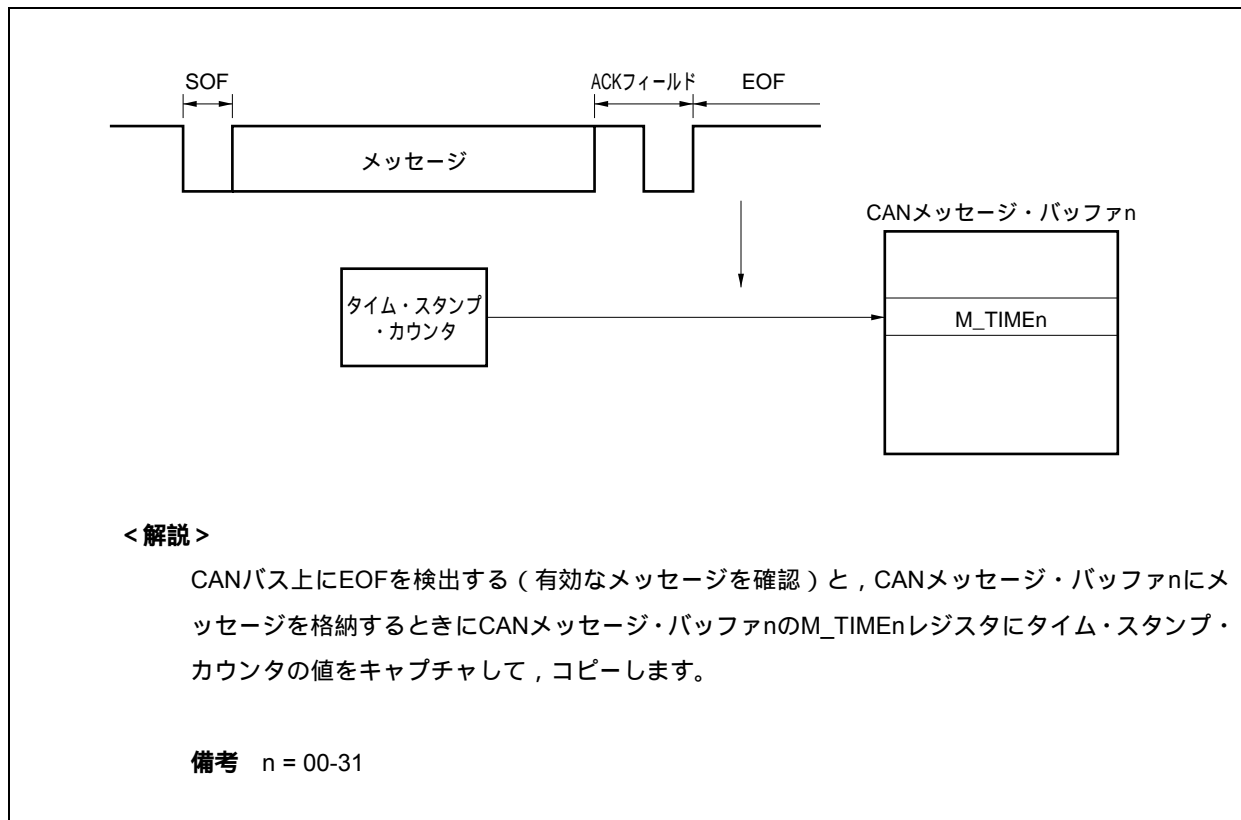 SOF
ACKフィールド
EOF
メッセージ
CANメッセージ・バッファn
タイム・スタンプ
・カウンタ
M_TIMEn
＜解説＞
CANバス上にEOFを検出する（有効なメッセージを確認）と，CANメッセージ・バッファnにメ
ッセージを格納するときにCANメッセージ・バッファnのM_TIMEnレジスタにタイム・スタンプ・
カウンタの値をキャプチャして，コピーします。
備考　n = 00-31